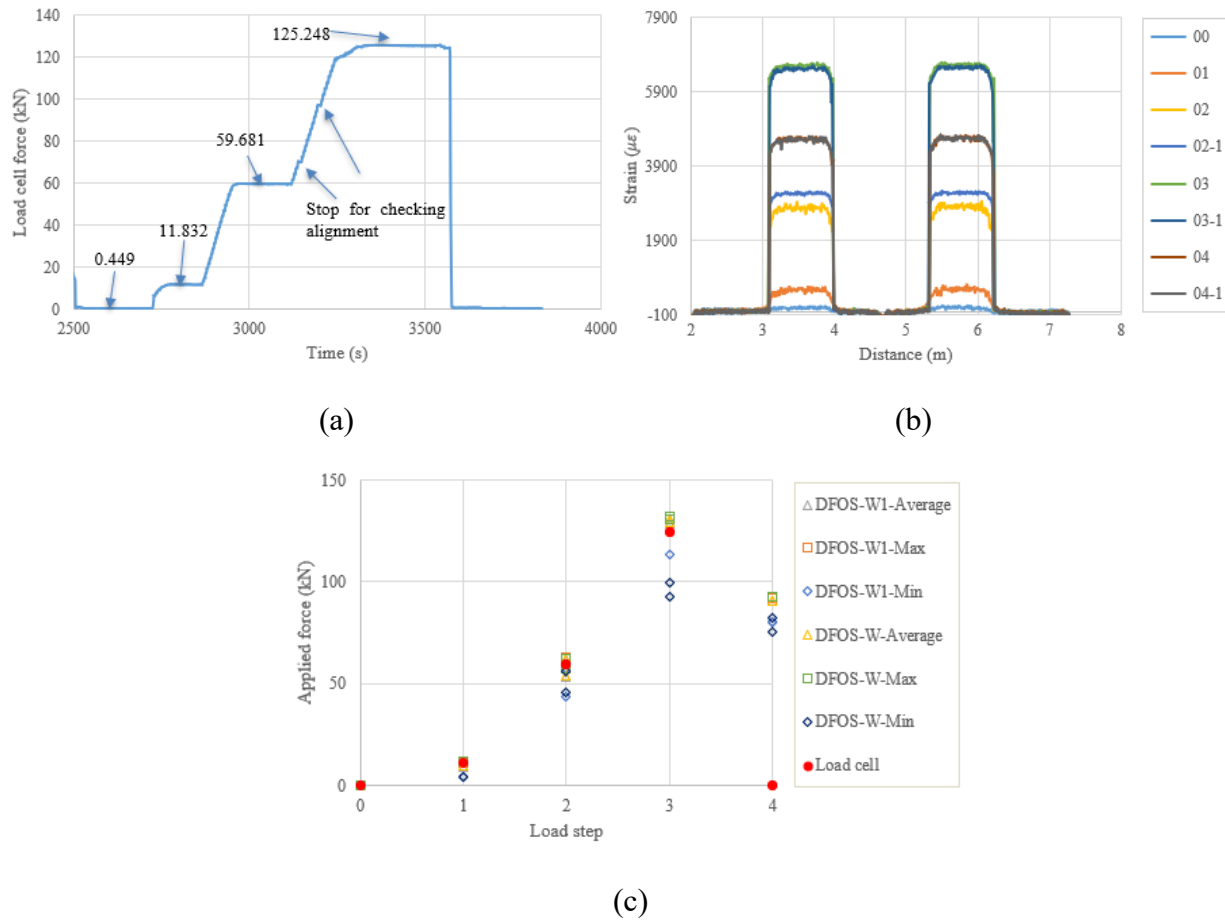 140
120
100
80
60
40
20
0
Load cell force (kN)
125.248
59.681
11.832
0.449
Stop for checking
alignment
2500
3000
3500
4000
Time (s)
(a)
7900
5900
3900
1900
-100
Strain (με)
2
3
4
5
6
7
8
Distance (m)
00
01
02
02-1
03
03-1
04
04-1
(b)
150
100
50
0
Applied force (kN)
0
1
2
3
4
Load step
DFOS-W1-Average
DFOS-W1-Max
DFOS-W1-Min
DFOS-W-Average
DFOS-W-Max
DFOS-W-Min
Load cell
(c)